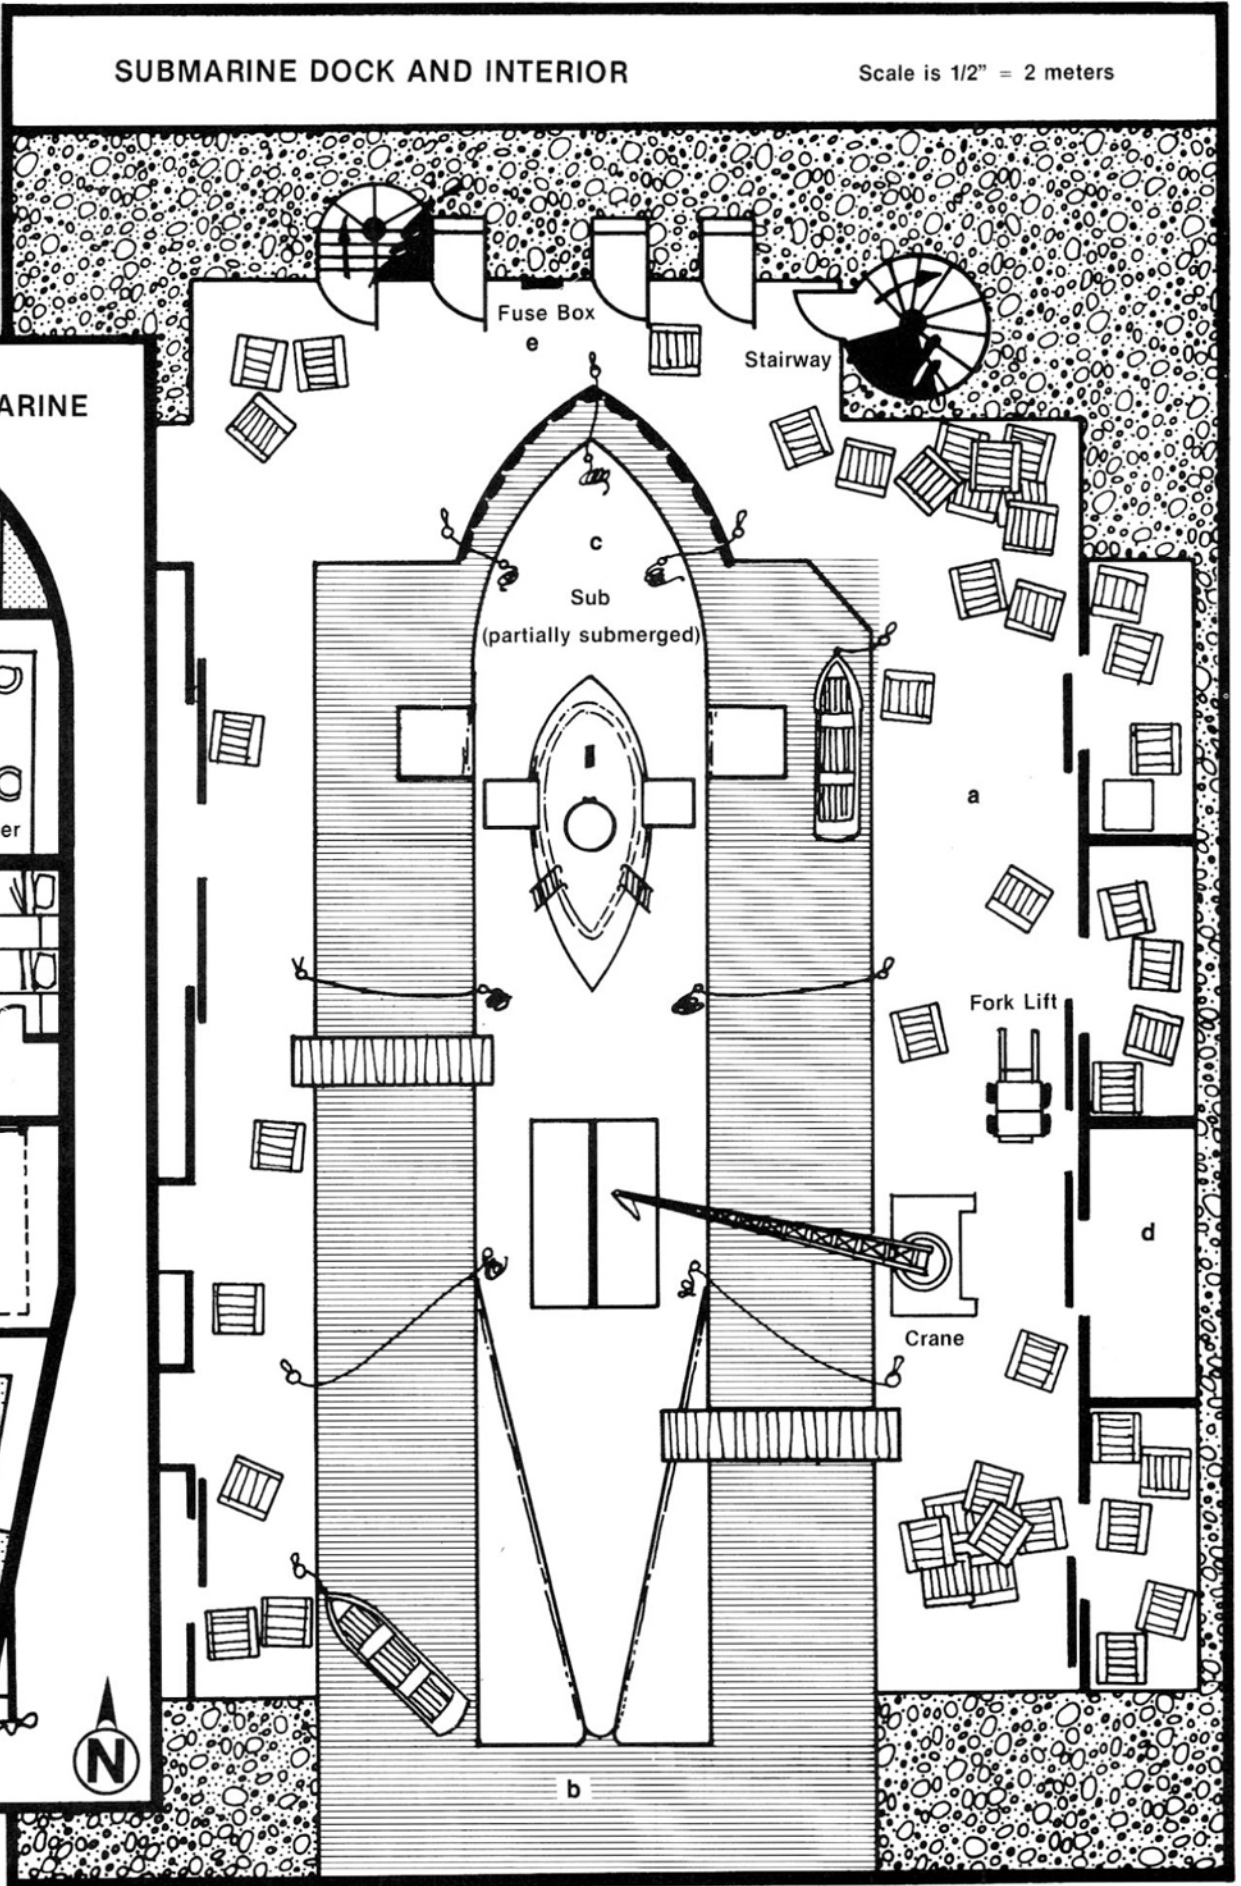 SUBMARINE DOCK AND INTERIOR
Scale is 1/2" = 2 meters
Fuse Box
e
Stairway
ARINE
c
Sub
(partially submerged)
er
a
Fork Lift
d
Crane
N
b